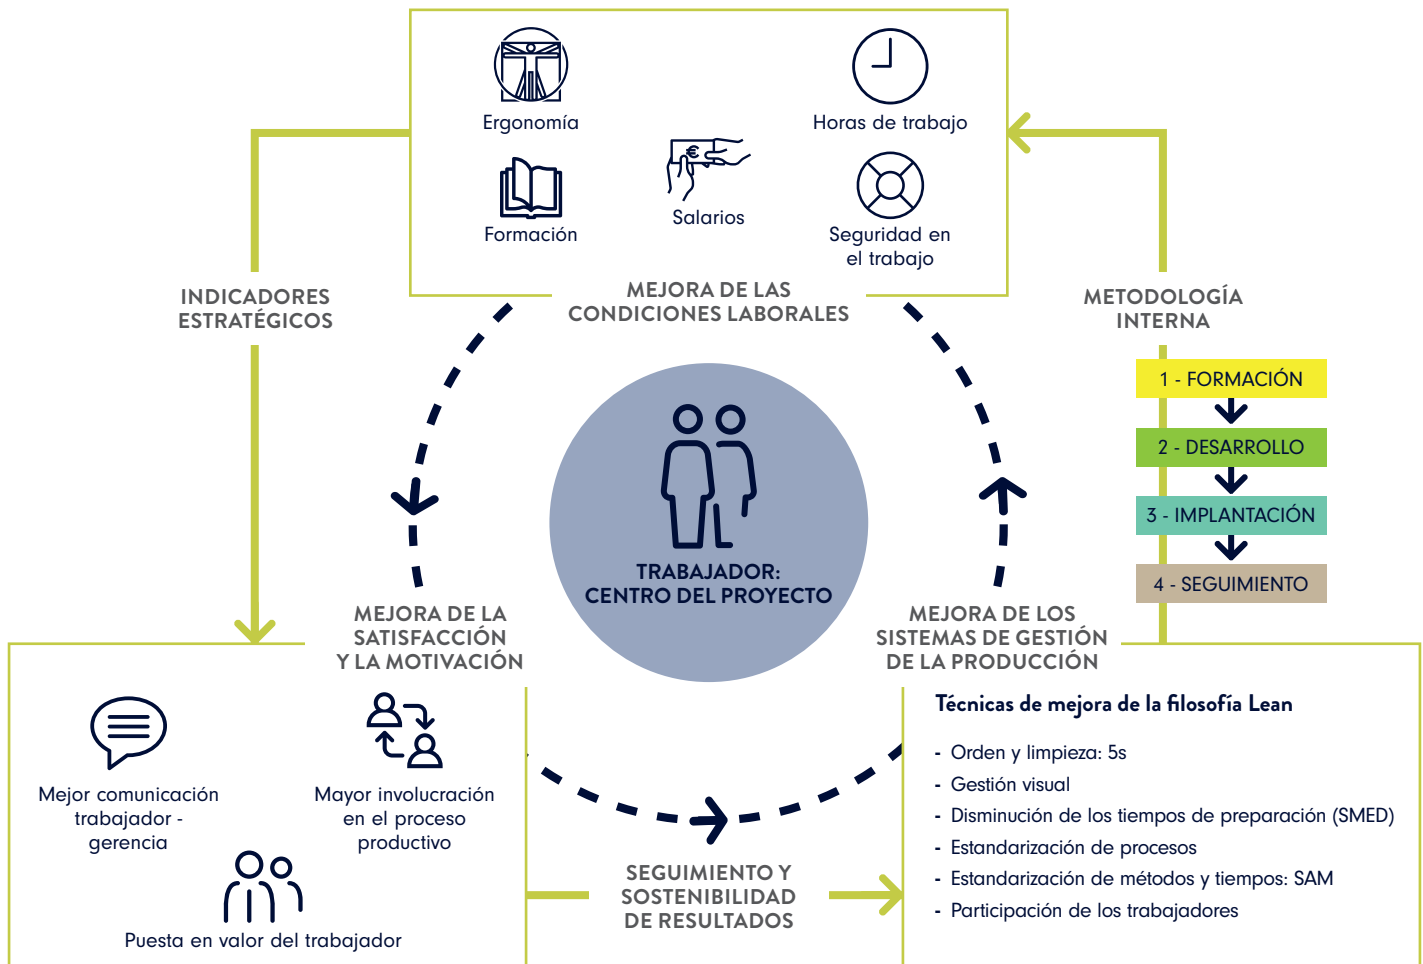 Ergonomía
Horas de trabajo
€
Salarios
Formación
Seguridad en
el trabajo
MEJORA DE LAS
CONDICIONES LABORALES
INDICADORES
ESTRATÉGICOS
METODOLOGÍA
INTERNA
1 - FORMACIÓN
2 - DESARROLLO
3 - IMPLANTACIÓN
4 - SEGUIMIENTO
TRABAJADOR:
CENTRO DEL PROYECTO
MEJORA DE LA
SATISFACCIÓN
Y LA MOTIVACIÓN
MEJORA DE LOS
SISTEMAS DE GESTIÓN
DE LA PRODUCCIÓN
Mejor comunicación
trabajador -
gerencia
Mayor involucración
en el proceso
productivo
Puesta en valor del trabajador
SEGUIMIENTO Y
SOSTENIBILIDAD
DE RESULTADOS
Técnicas de mejora de la filosofía Lean
- Orden y limpieza: 5s
- Gestión visual
- Disminución de los tiempos de preparación (SMED)
- Estandarización de procesos
- Estandarización de métodos y tiempos: SAM
- Participación de los trabajadores